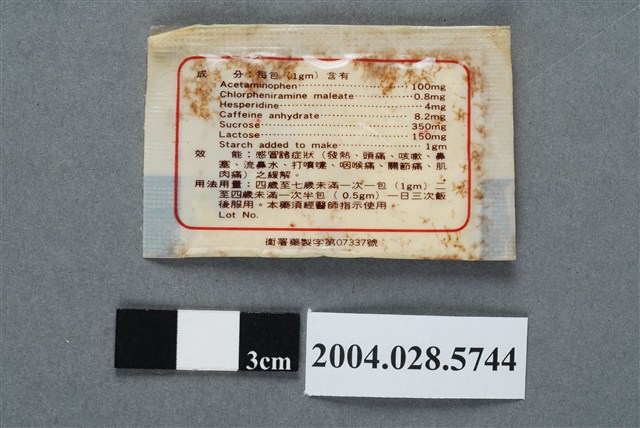 成　　分：每包（1gm）含有
Acetaminophen……………………100mg
Chlorpheniramine maleate…………0.8mg
Hesperidine……………………………4mg
Caffeine anhydrate…………………8.2mg
Sucrose………………………………350mg
Lactose………………………………150mg
Starch added to make………………1gm
效　　能：感冒諸症狀（發熱、頭痛、咳嗽、鼻
塞、流鼻水、打噴嚏、咽喉痛、關節痛、肌
肉痛）之緩解。
用法用量：四歲至七歲未滿一次一包（1gm）二
至四歲未滿一次半包（0.5gm）一日三次飯
後服用。本藥須經醫師指示使用。
Lot No.
衛署藥製字第07337號
3cm
2004.028.5744